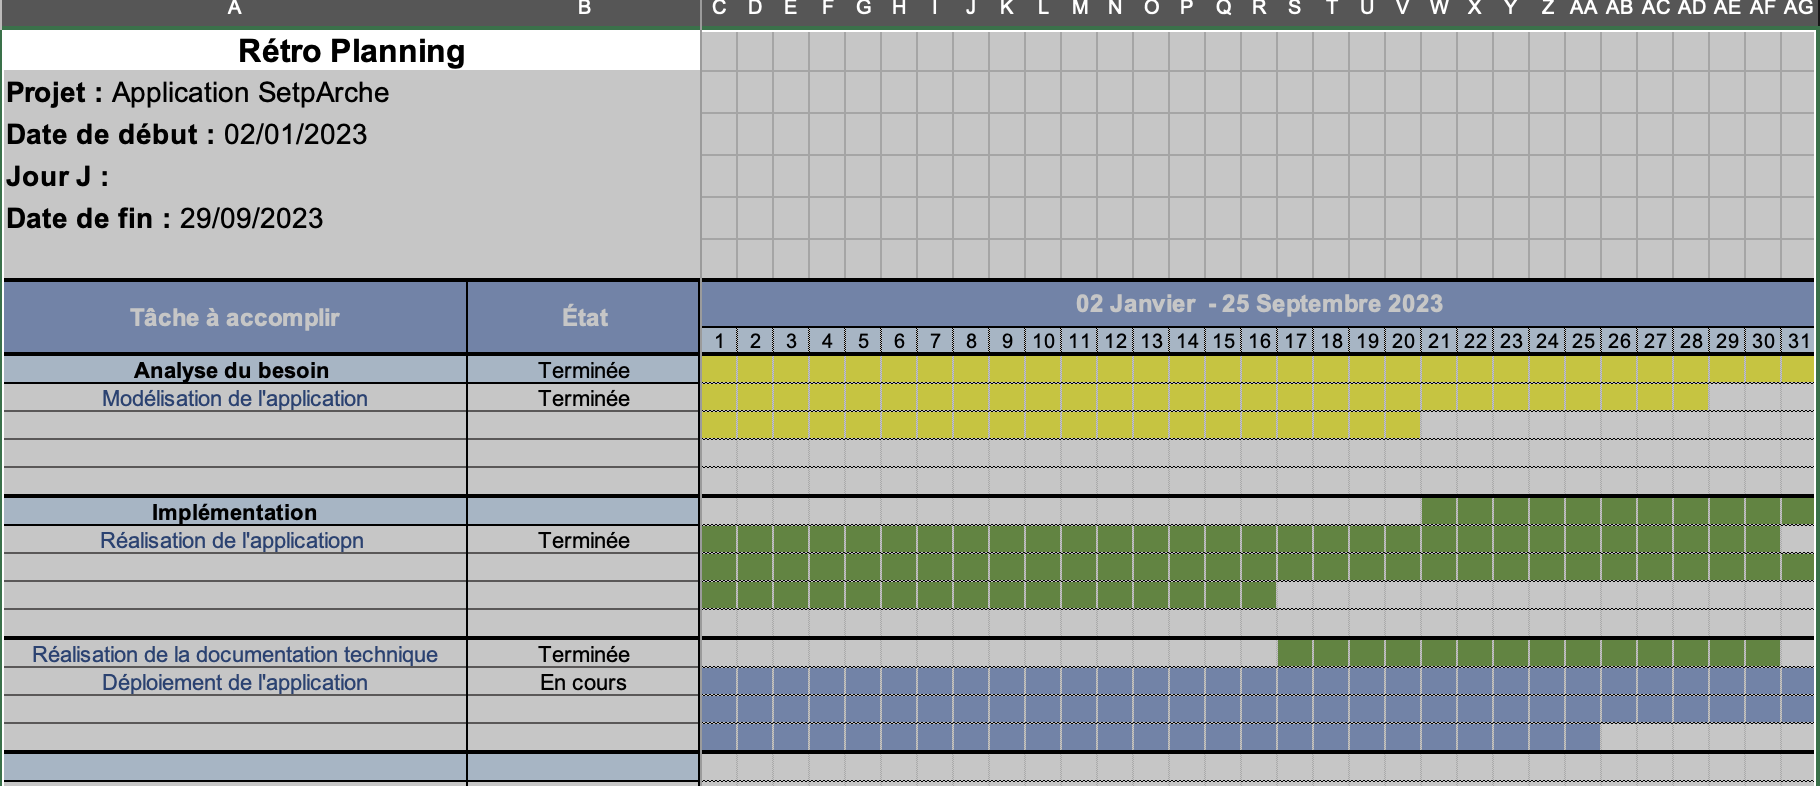 A B C D E F G H I J K L M N O P Q R S T U V W X Y Z AA AB AC AD AE AF AG
Rétro Planning
Projet : Application SetpArche
Date de début : 02/01/2023
Jour J :
Date de fin : 29/09/2023
Tâche à accomplir État 02 Janvier - 25 Septembre 2023
1 2 3 4 5 6 7 8 9 10 11 12 13 14 15 16 17 18 19 20 21 22 23 24 25 26 27 28 29 30 31
Analyse du besoin Terminée
Modélisation de l'application Terminée
Implémentation
Réalisation de l'applicatiopn Terminée
Réalisation de la documentation technique Terminée
Déploiement de l'application En cours